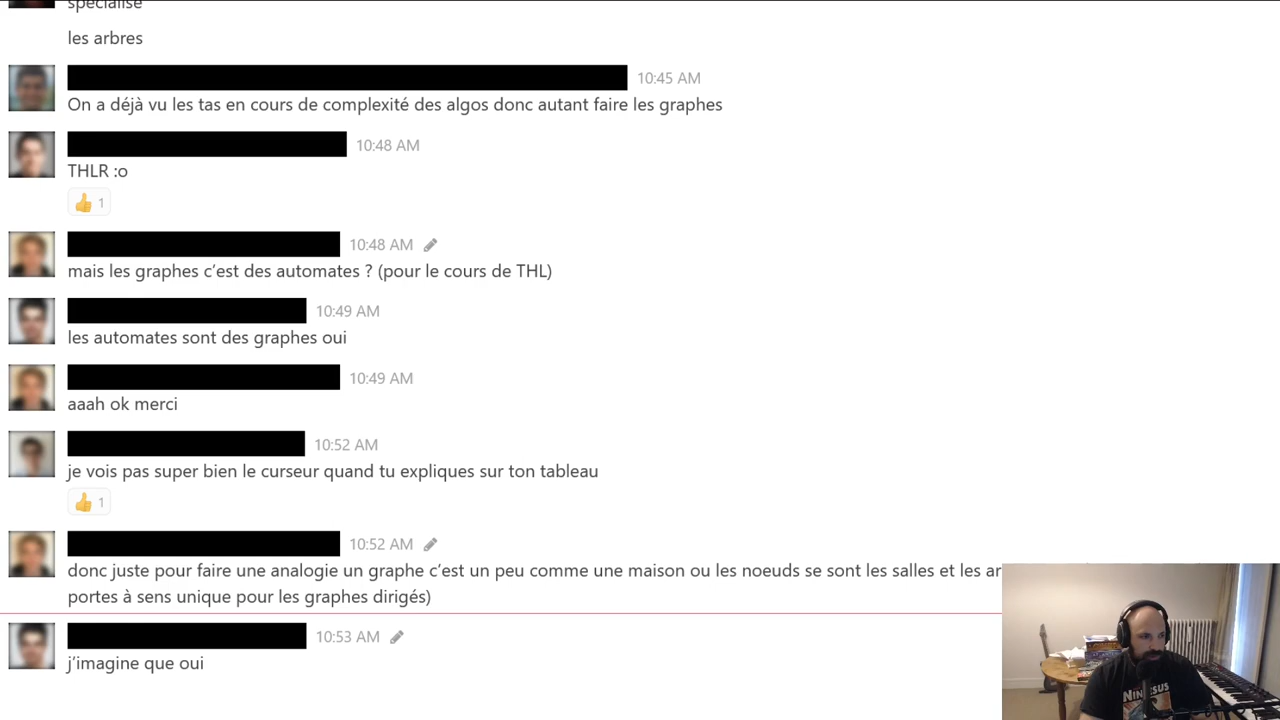 spécialisé
les arbres
10:45 AM
On a déjà vu les tas en cours de complexité des algos donc autant faire les graphes
10:48 AM
THLR :o
1
10:48 AM
mais les graphes c’est des automates ? (pour le cours de THL)
10:49 AM
les automates sont des graphes oui
10:49 AM
aaah ok merci
10:52 AM
je vois pas super bien le curseur quand tu expliques sur ton tableau
1
10:52 AM
donc juste pour faire une analogie un graphe c’est un peu comme une maison ou les noeuds se sont les salles et les
portes à sens unique pour les graphes dirigés)
10:53 AM
j’imagine que oui